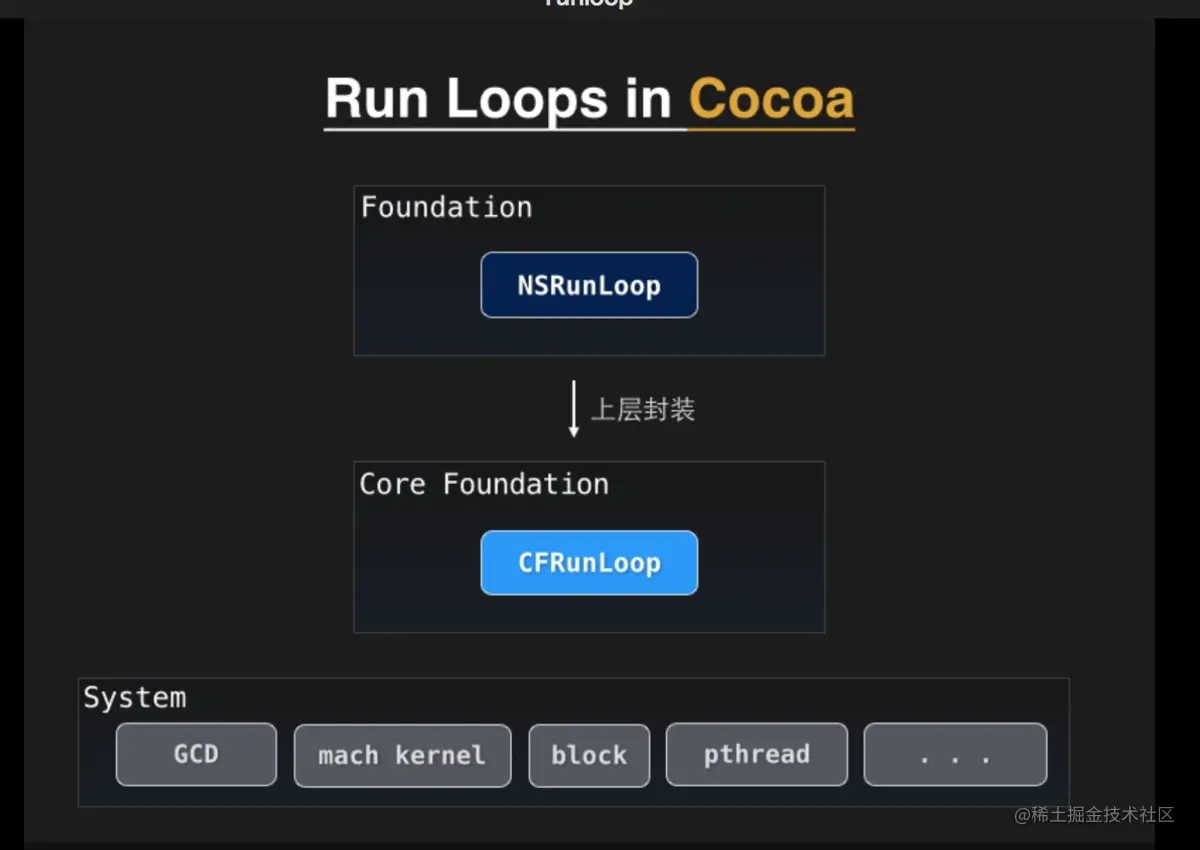 runloop
Run Loops in Cocoa
Foundation
NSRunLoop
上层封装
Core Foundation
CFRunLoop
System
GCD
mach kernel
block
pthread
. . .
@稀土掘金技术社区